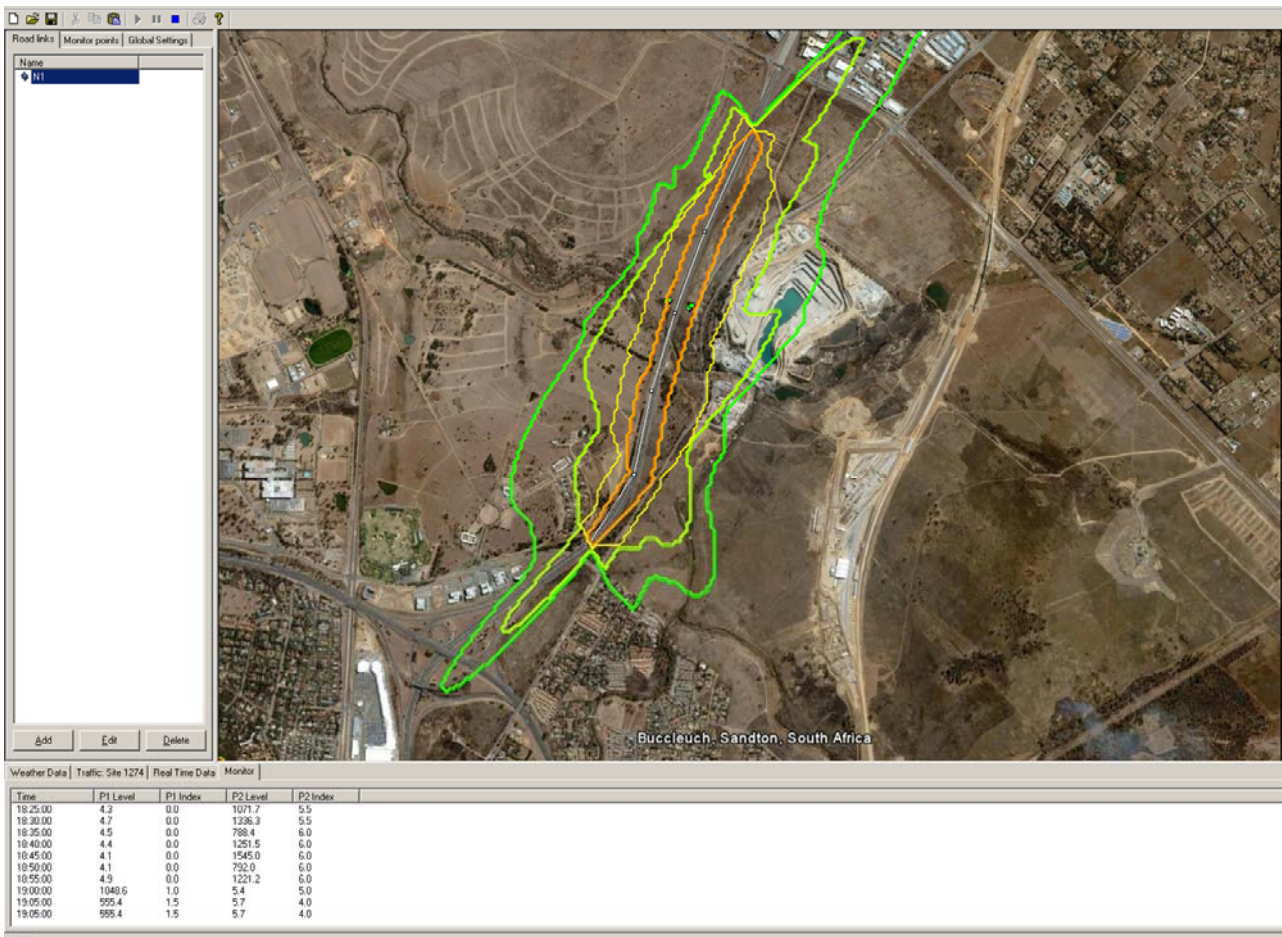 Road links Monitor points Global Settings
Name
N1
Add Edit Delete
Buccleuch, Sandton, South Africa
Weather Data Traffic: Site 1274 Real Time Data Monitor
Time P1 Level P1 Index P2 Level P2 Index
18:25:00 4.3 0.0 1071.7 5.5
18:30:00 4.7 0.0 1336.3 5.5
18:35:00 4.5 0.0 788.4 6.0
18:40:00 4.4 0.0 1251.5 6.0
18:45:00 4.1 0.0 1545.0 6.0
18:50:00 4.1 0.0 792.0 6.0
18:55:00 4.9 0.0 1221.2 6.0
19:00:00 1048.6 1.0 5.4 5.0
19:05:00 555.4 1.5 5.7 4.0
19:05:00 555.4 1.5 5.7 4.0